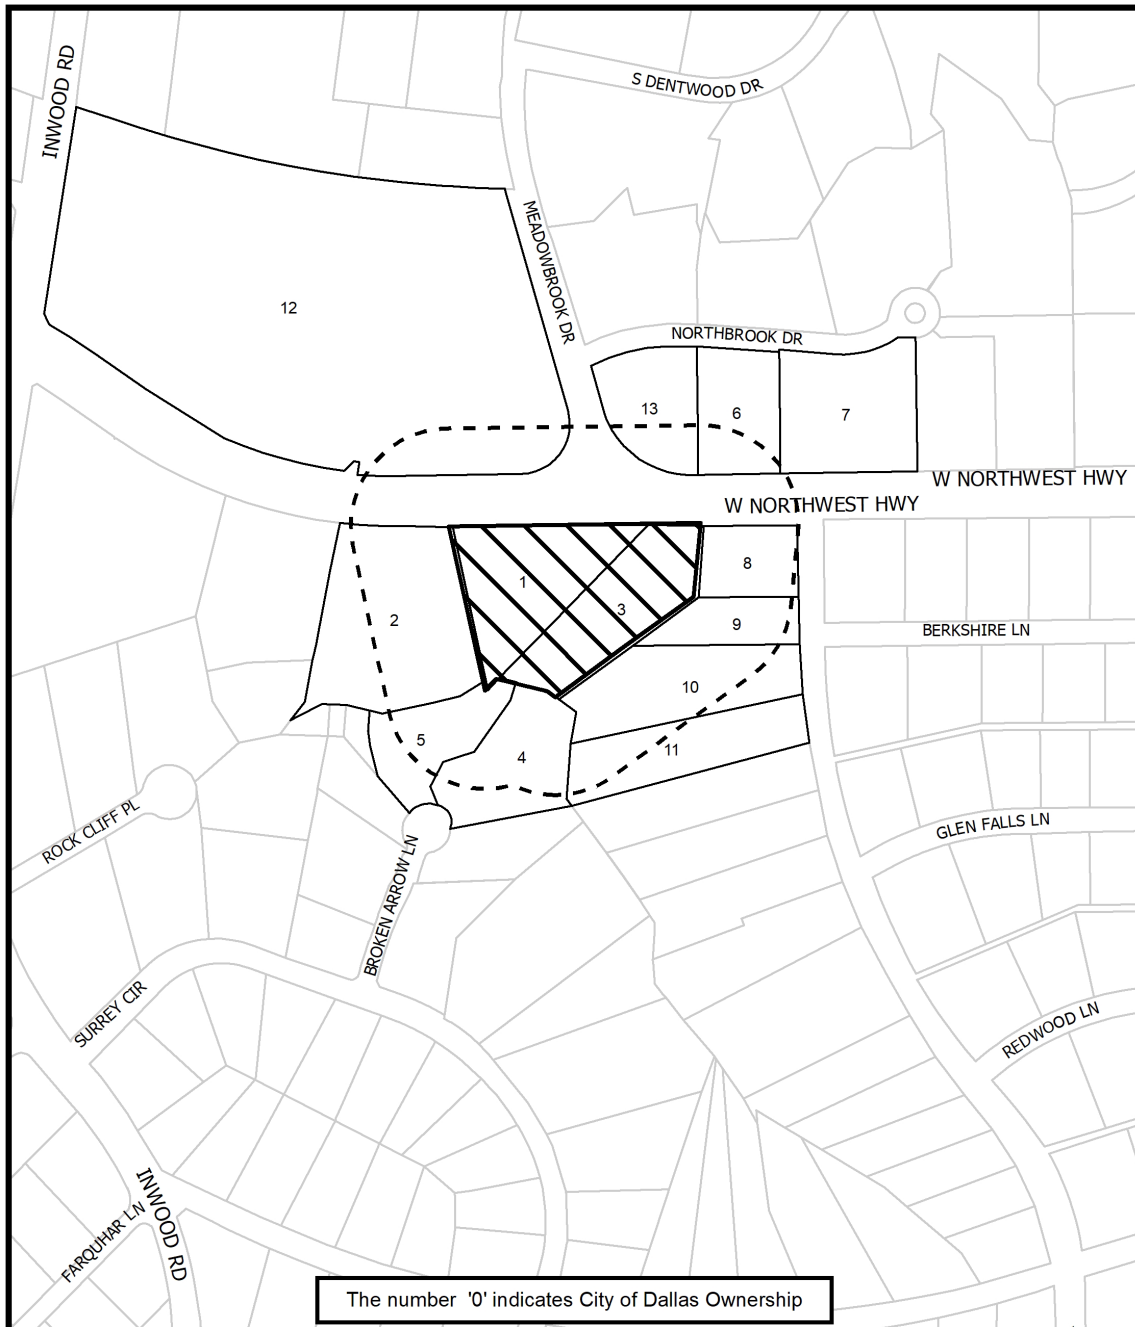 S DENTWOOD DR
INWOOD RD
MEADOWBROOK DR
12
NORTHBROOK DR
13
6
7
W NORTHWEST HWY
W NORTHWEST HWY
8
1
3
2
9
BERKSHIRE LN
10
5
11
4
ROCK CLIFF PL
GLEN FALLS LN
BROKEN ARROW LN
SURREY CIR
REDWOOD LN
INWOOD RD
FARQUHAR LN
The number '0' indicates City of Dallas Ownership